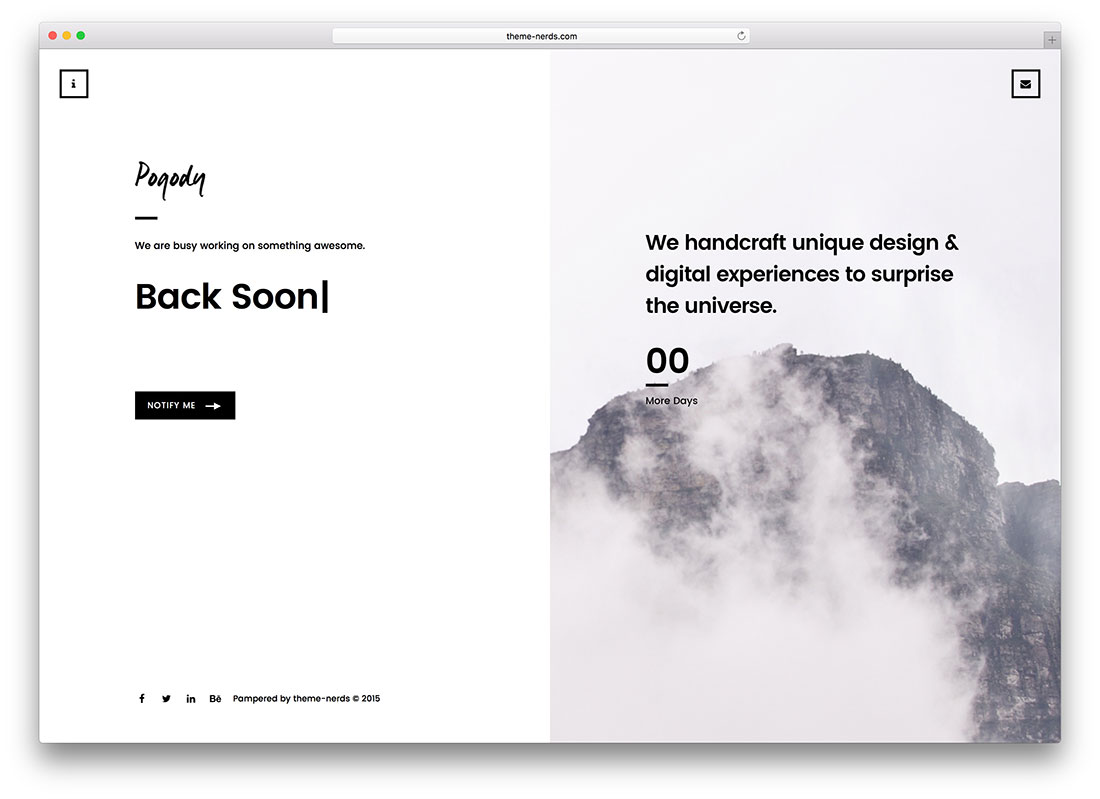 theme-nerds.com
i
Pogody
We are busy working on something awesome.
Back Soon|
NOTIFY ME
Bē Pampered by theme-nerds © 2015
We handcraft unique design &
digital experiences to surprise
the universe.
00
More Days